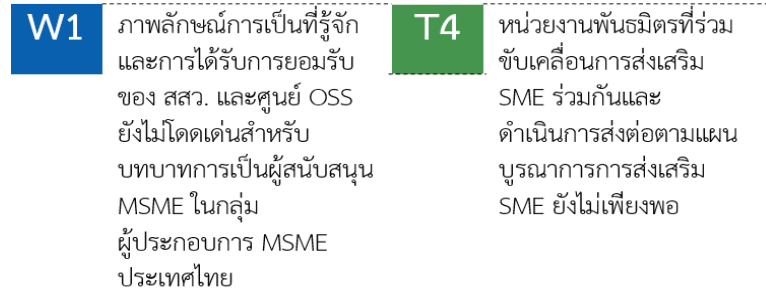 W1
ภาพลักษณ์การเป็นที่รู้จัก
และการได้รับการยอมรับ
ของ สสว. และศูนย์ OSS
ยังไม่โดดเด่นสำหรับ
บทบาทการเป็นผู้สนับสนุน
MSME ในกลุ่ม
ผู้ประกอบการ MSME
ประเทศไทย
T4
หน่วยงานพันธมิตรที่ร่วม
ขับเคลื่อนการส่งเสริม
SME ร่วมกันและ
ดำเนินการส่งต่อตามแผน
บูรณาการการส่งเสริม
SME ยังไม่เพียงพอ